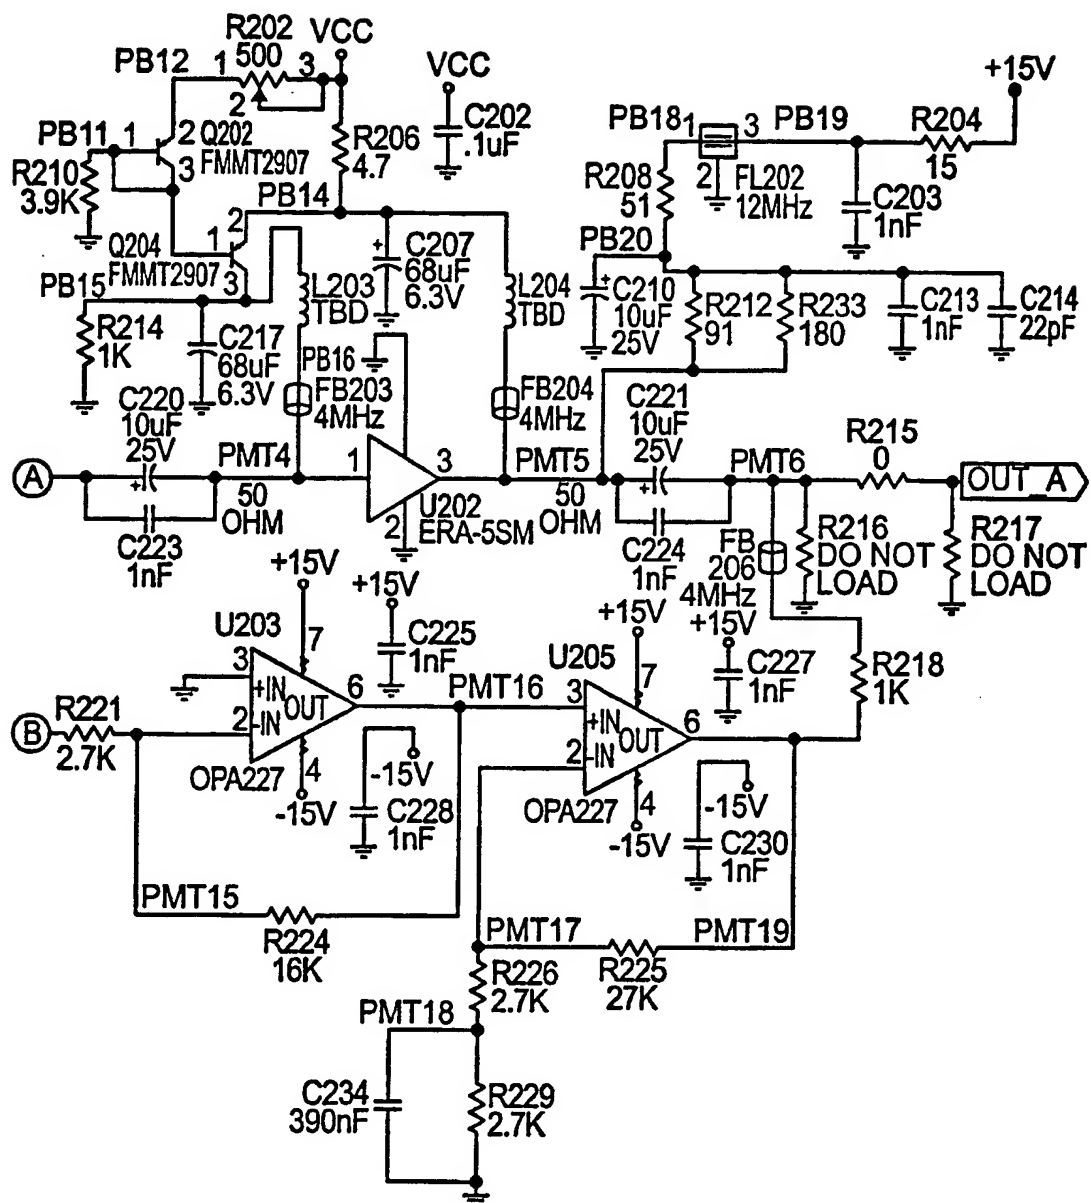 R202
500
VCC
PB12
1
3
2
VCC
C202
.1uF
+15V
PB11
1
2
Q202
FMMT2907
3
R210
3.9K
R206
4.7
PB18
1
3
PB19
R204
15
2
FL202
12MHz
R208
51
C203
1nF
PB14
2
Q204
1
FMMT2907
3
PB15
R214
1K
C217
68uF
6.3V
L203
TBD
+
C207
68uF
6.3V
L204
TBD
PB20
+
C210
10uF
25V
R212
91
R233
180
C213
1nF
C214
22pF
PB16
FB203
4MHz
FB204
4MHz
C220
10uF
25V
+
A
C223
1nF
PMT4
50
OHM
1
3
2
U202
ERA-5SM
PMT5
50
OHM
C221
10uF
25V
+
C224
1nF
PMT6
R215
0
OUT_A
FB
206
4MHz
R216
DO NOT
LOAD
R217
DO NOT
LOAD
+15V
+15V
U203
7
3
+IN
OUT
2
-IN
6
4
OPA227
-15V
C225
1nF
B
R221
2.7K
PMT16
-15V
C228
1nF
+15V
U205
7
3
+IN
OUT
2
-IN
6
4
OPA227
-15V
+15V
C227
1nF
R218
1K
-15V
C230
1nF
PMT15
R224
16K
PMT17
R225
27K
PMT19
R226
2.7K
PMT18
C234
390nF
R229
2.7K